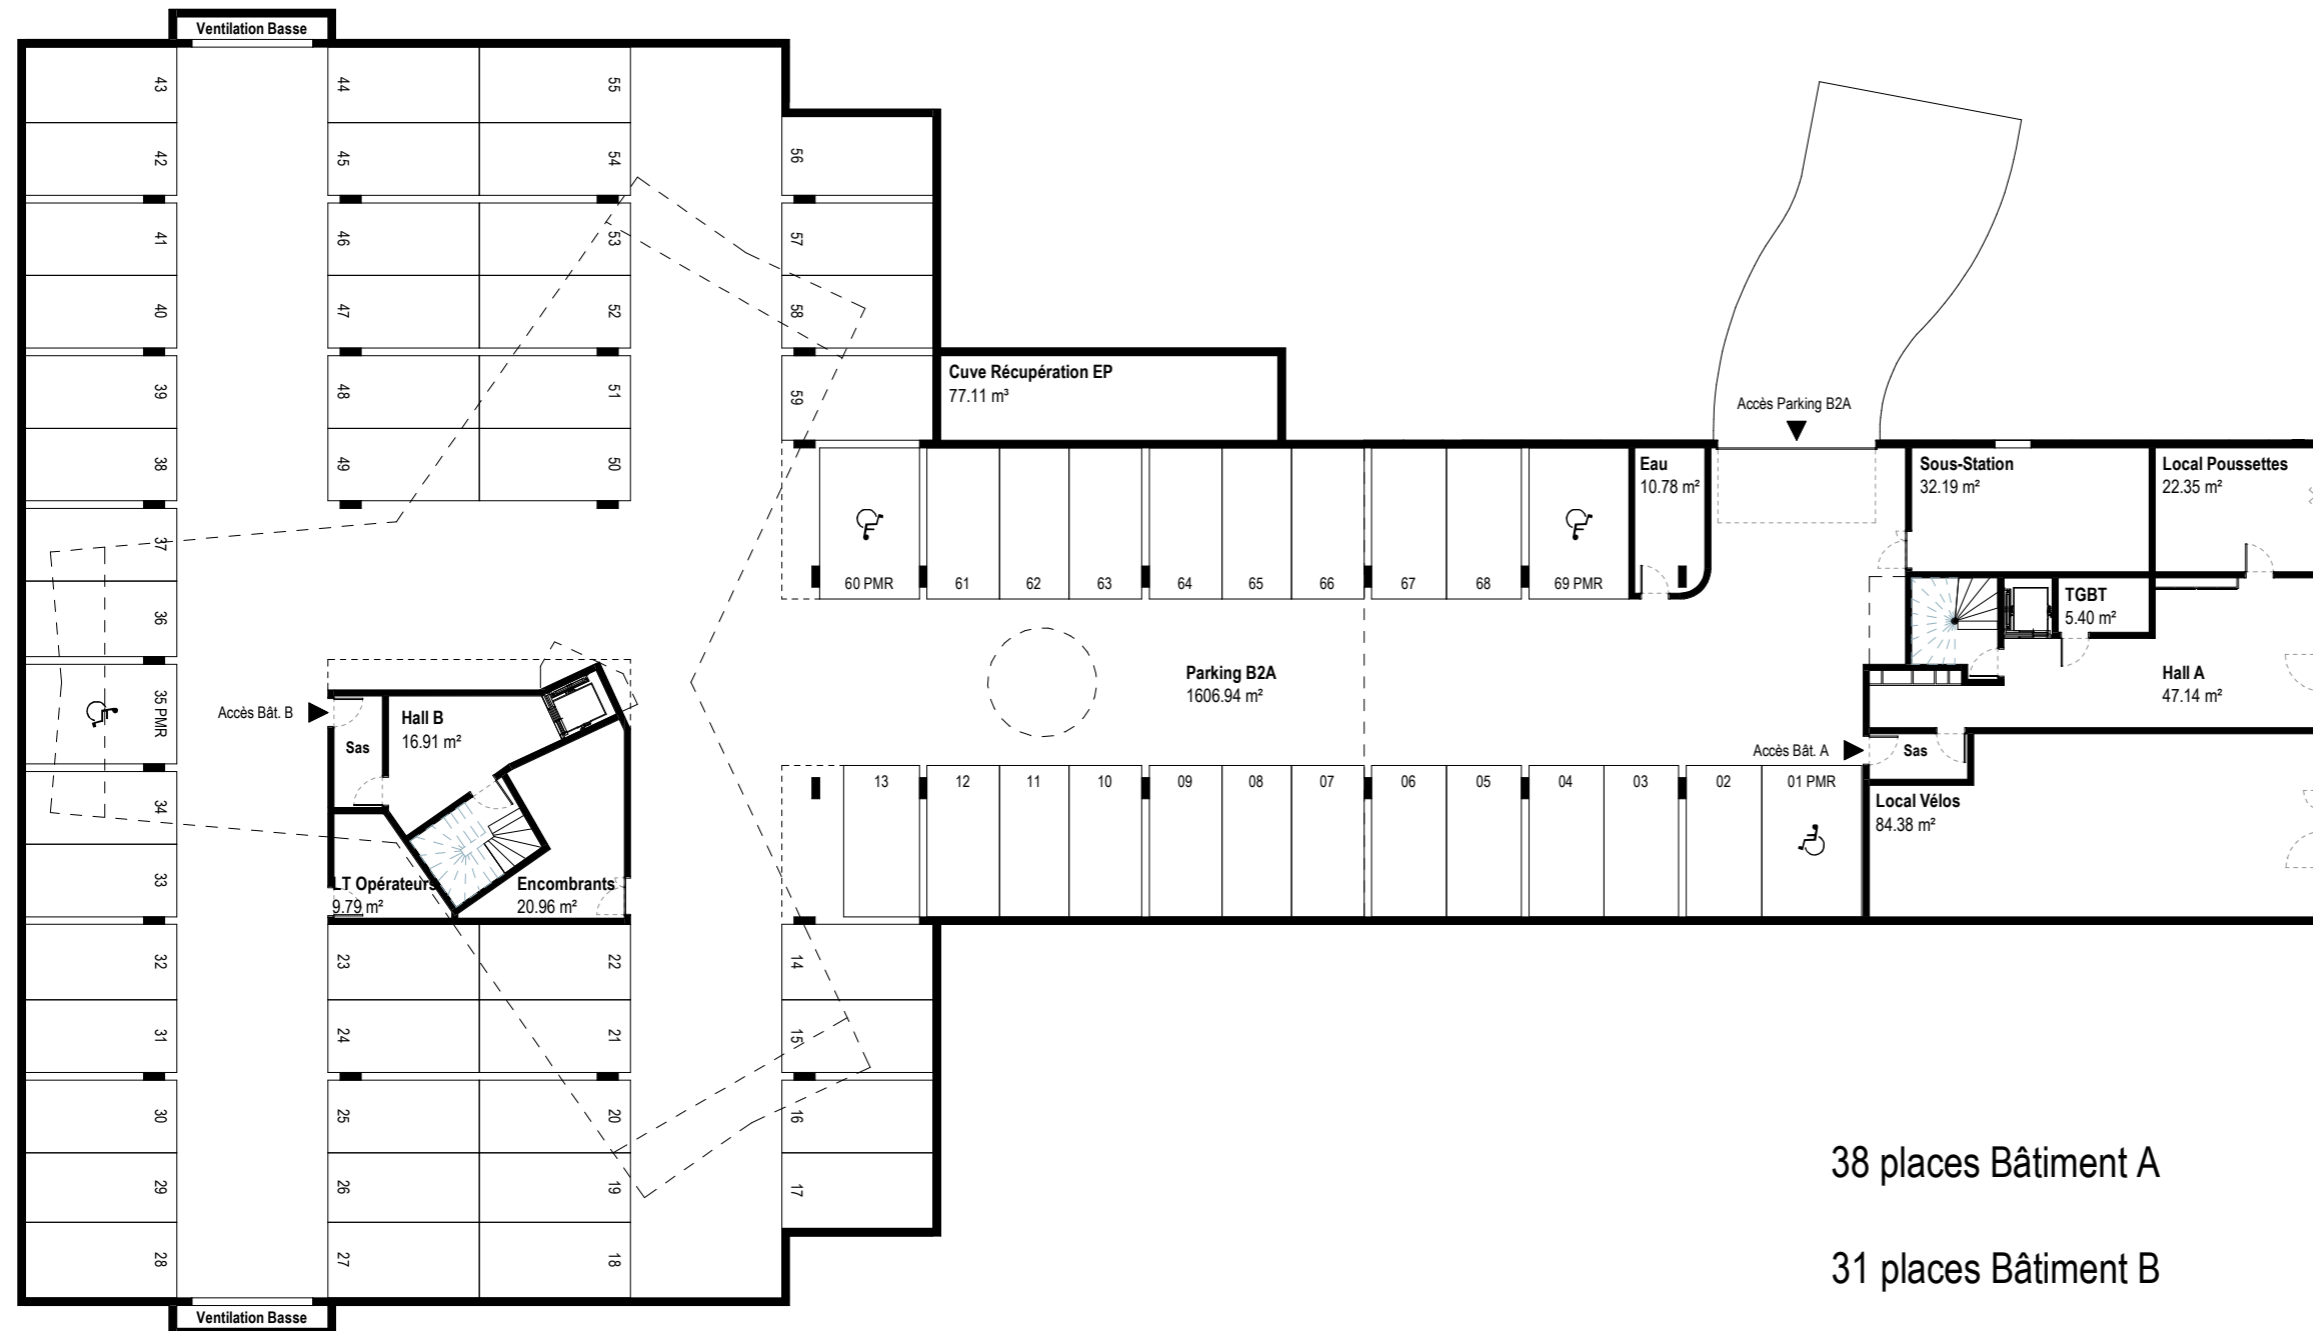 Ventilation Basse
43
44
55
42
45
54
56
41
46
53
57
40
47
52
58
39
48
51
59
38
49
50
37
36
35 PMR
34
33
32
31
30
29
28
Cuve Récupération EP
77.11 m³
Accès Parking B2A
60 PMR
61
62
63
64
65
66
67
68
69 PMR
Eau
10.78 m²
Sous-Station
32.19 m²
Local Poussettes
22.35 m²
TGBT
5.40 m²
Hall A
47.14 m²
Parking B2A
1606.94 m²
Accès Bât. B
Hall B
16.91 m²
Sas
LT Opérateurs
9.79 m²
Encombrants
20.96 m²
Accès Bât. A
Sas
Local Vélos
84.38 m²
13
12
11
10
09
08
07
06
05
04
03
02
01 PMR
23
22
14
24
21
15
25
20
16
26
19
17
27
18
Ventilation Basse
38 places Bâtiment A
31 places Bâtiment B